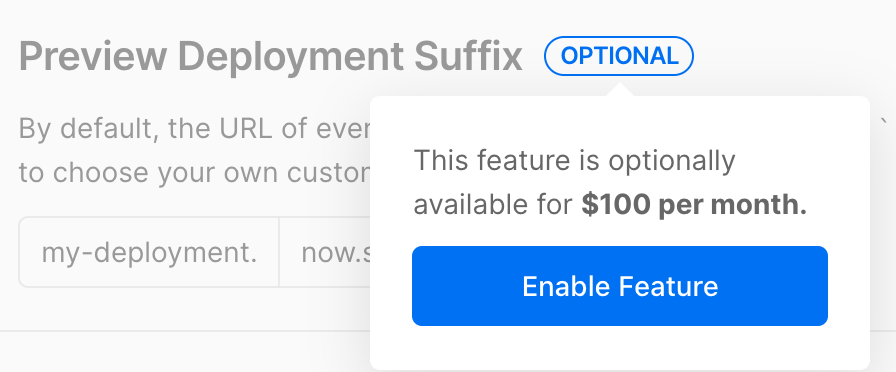 Preview Deployment Suffix OPTIONAL
By default, the URL of ever
to choose your own custo
This feature is optionally
available for $100 per month.
my-deployment. now.s
Enable Feature